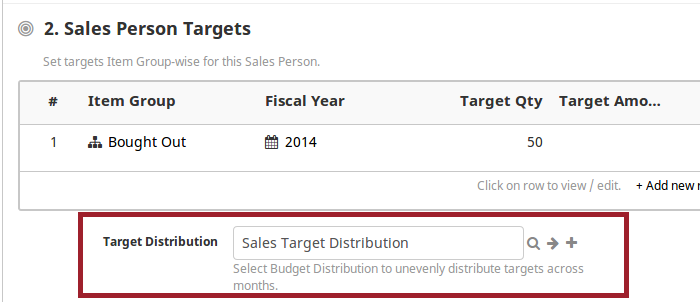 2. Sales Person Targets
Set targets Item Group-wise for this Sales Person.
# Item Group Fiscal Year Target Qty Target Amo...
1 Bought Out 2014 50
Click on row to view / edit. + Add new r
Target Distribution Sales Target Distribution
Select Budget Distribution to unevenly distribute targets across
months.